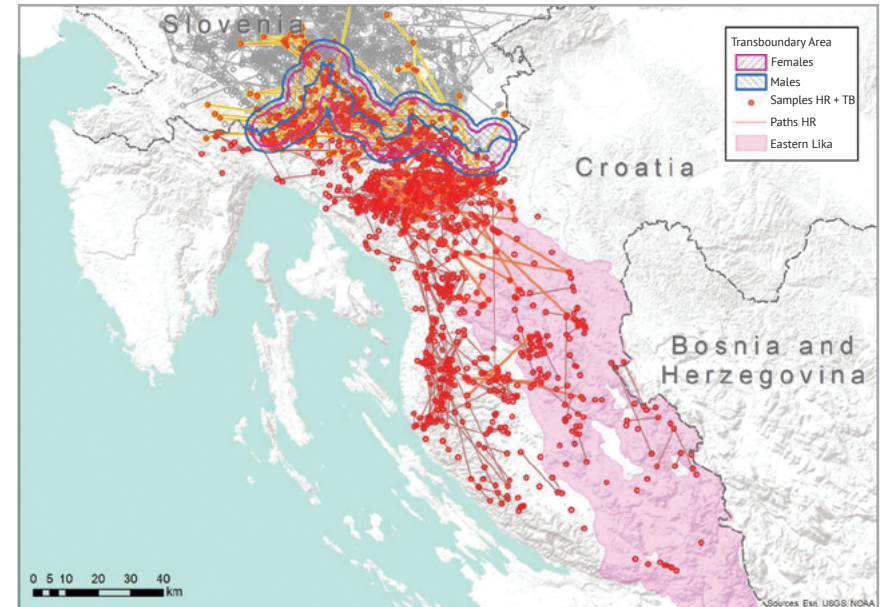 Slovenia
Transboundary Area
Females
Males
Samples HR + TB
Paths HR
Eastern Lika
Croatia
Bosnia and
Herzegovina
0 5 10 20 30 40
km
Sources: Esri, USGS, NOAA